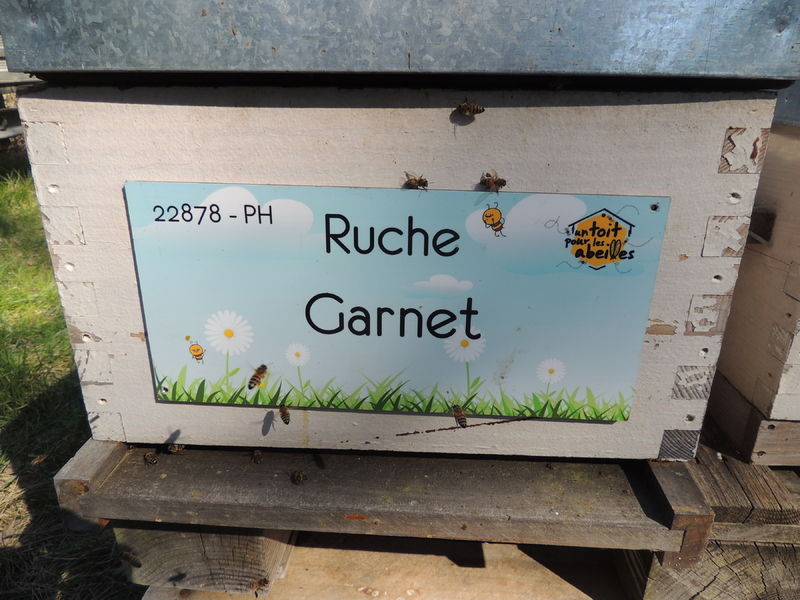 22878 - PH
Ruche
Garnet
un toit
pour les
abeilles